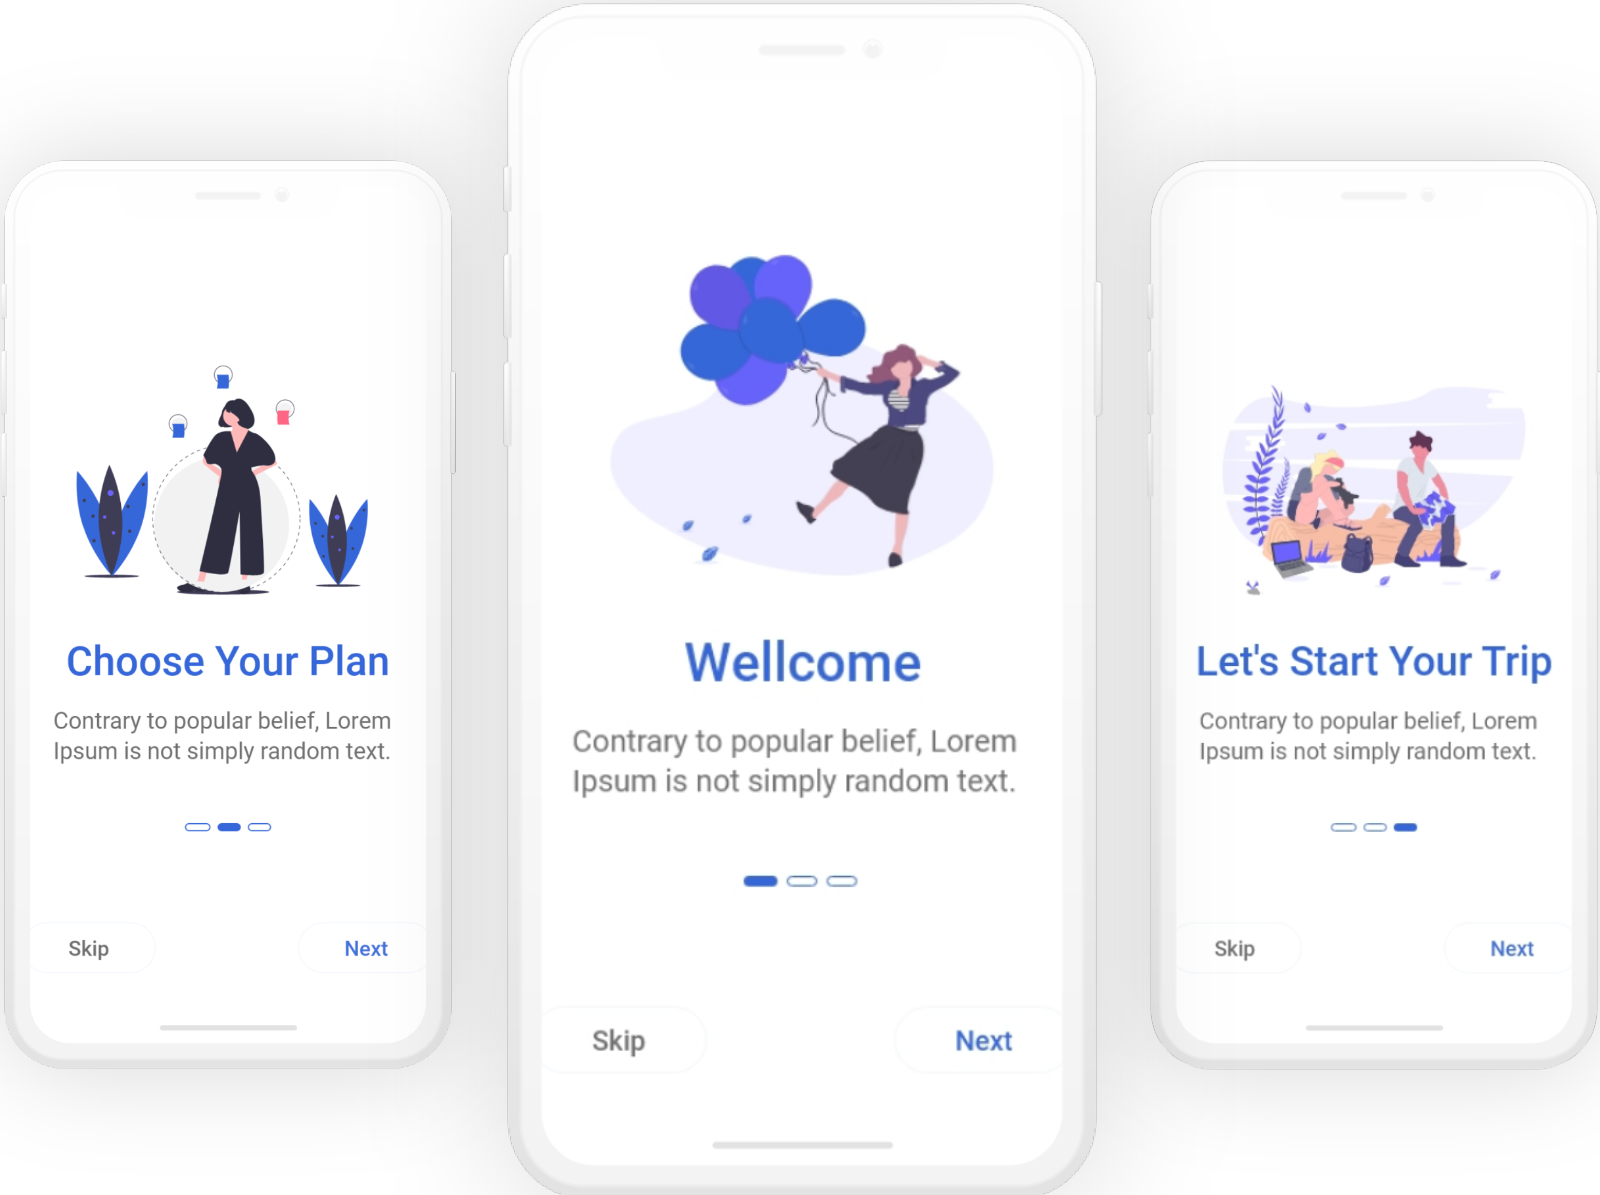 Choose Your Plan
Contrary to popular belief, Lorem
Ipsum is not simply random text.
Skip
Next
Wellcome
Contrary to popular belief, Lorem
Ipsum is not simply random text.
Skip
Next
Let's Start Your Trip
Contrary to popular belief, Lorem
Ipsum is not simply random text.
Skip
Next